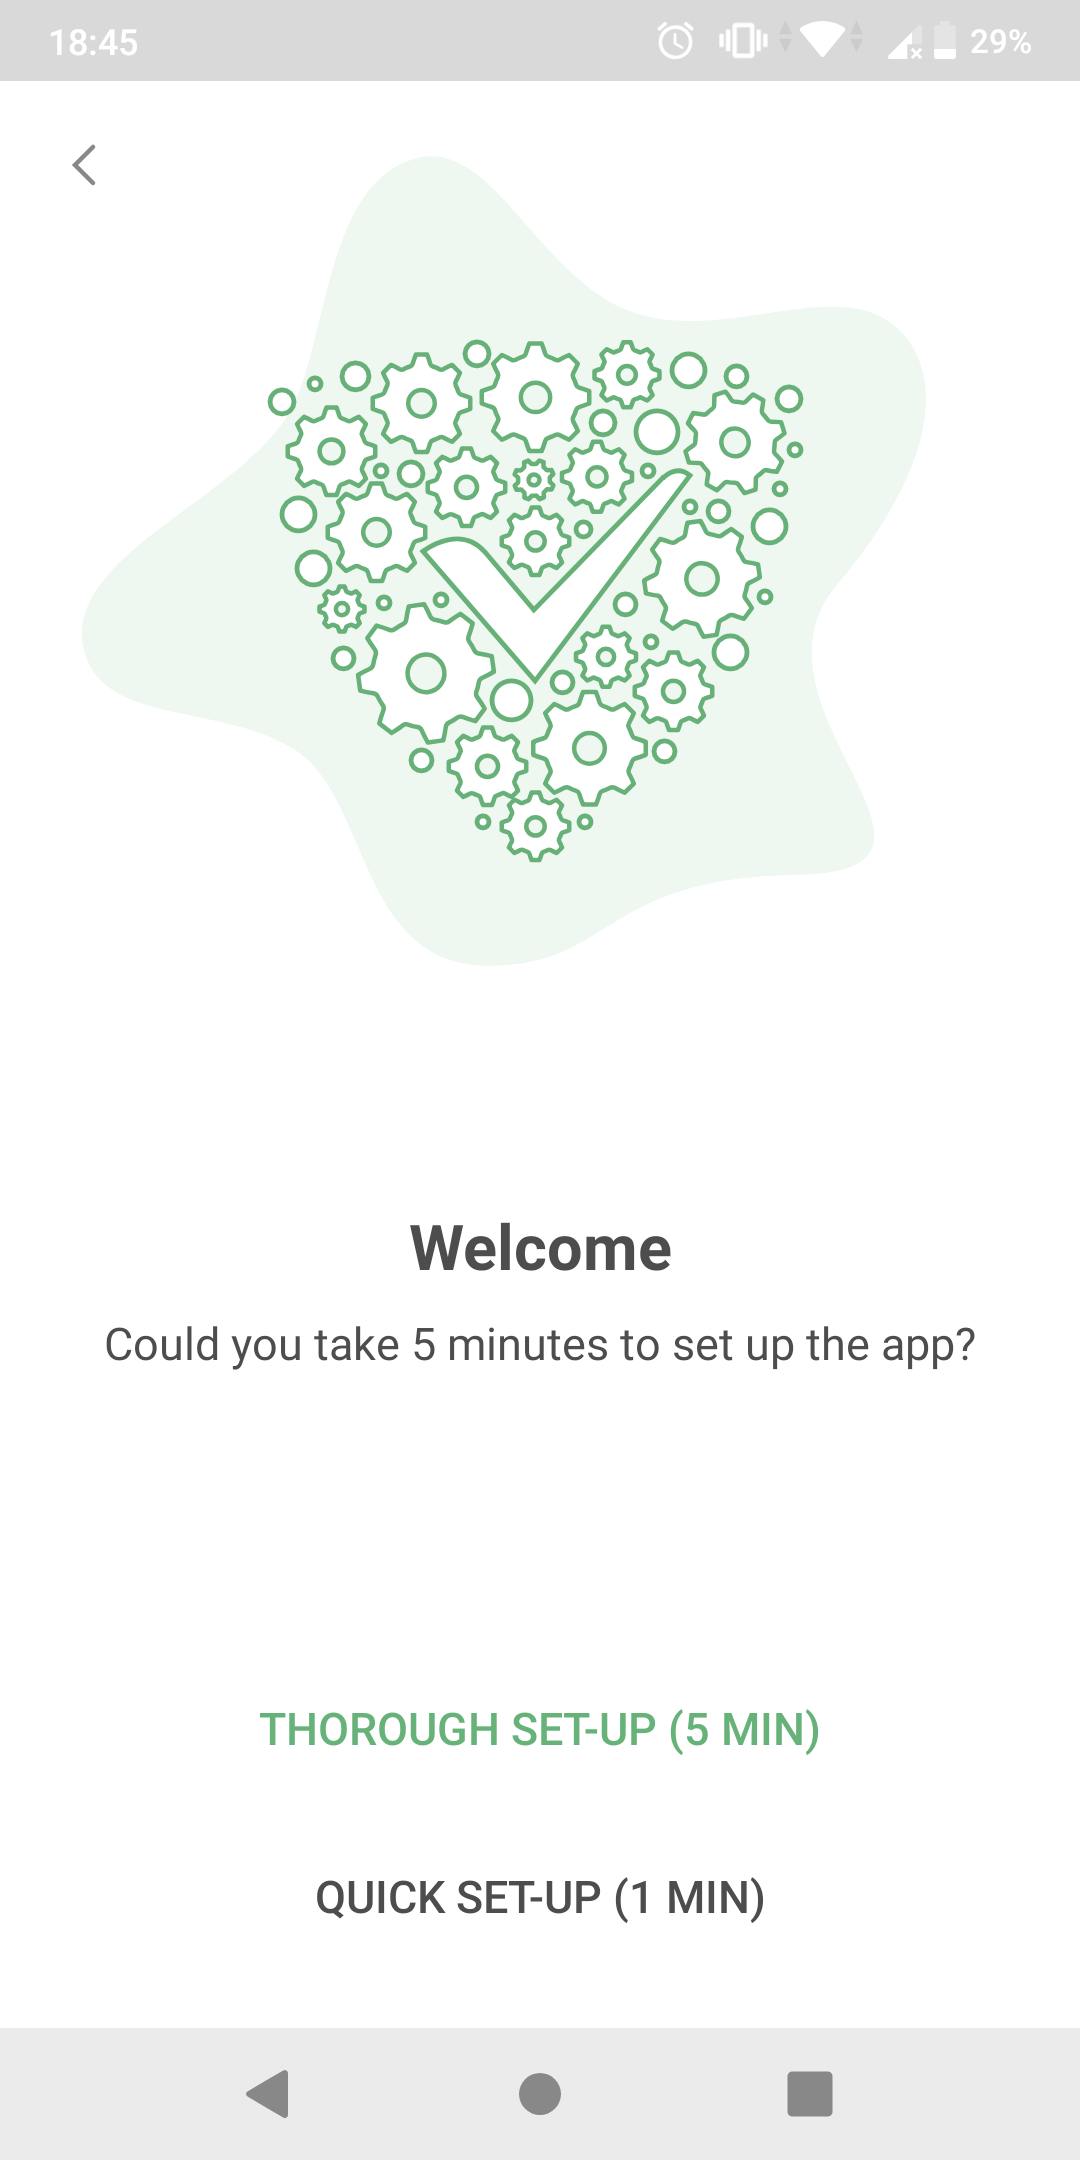 18:45
29%
Welcome
Could you take 5 minutes to set up the app?
THOROUGH SET-UP (5 MIN)
QUICK SET-UP (1 MIN)